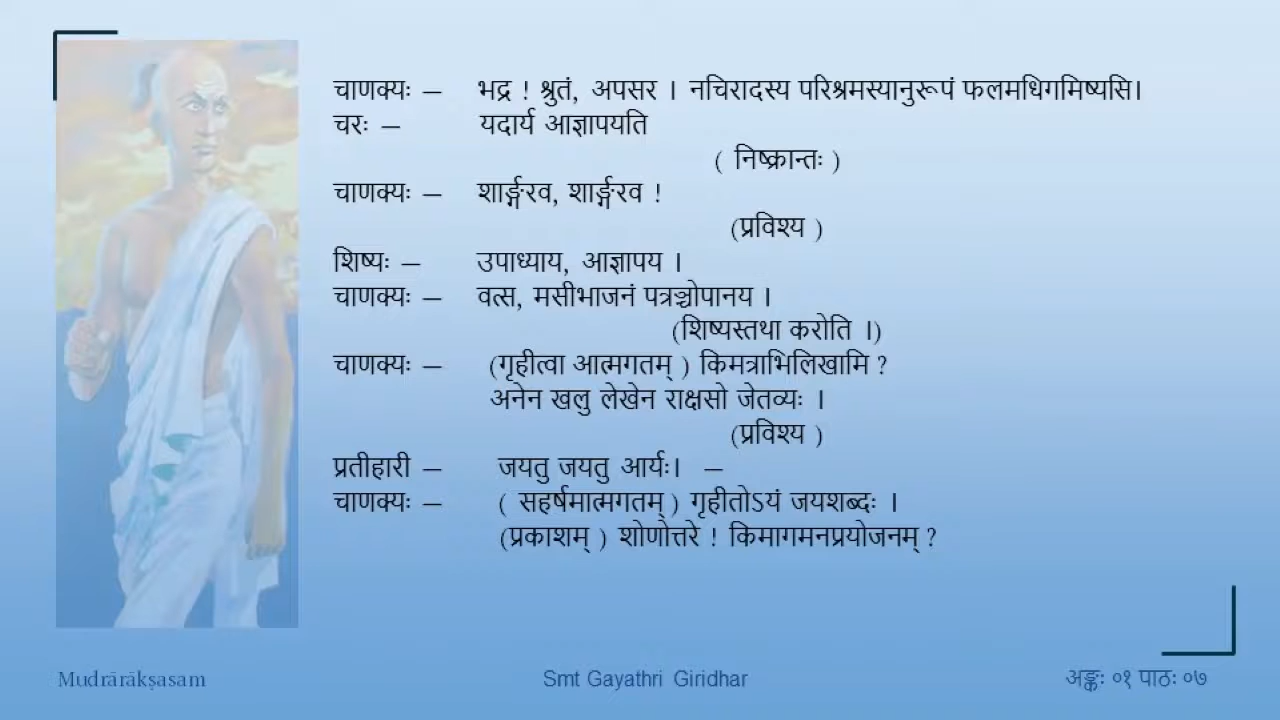 चाणक्यः – भद्र ! श्रुतं, अपसर । नचिरादस्य परिश्रमस्यानुरूपं फलमधिगमिष्यसि।
चरः – यदार्य आज्ञापयति
( निष्क्रान्तः )
चाणक्यः – शार्ङ्गरव, शार्ङ्गरव !
(प्रविश्य )
शिष्यः – उपाध्याय, आज्ञापय ।
चाणक्यः – वत्स, मसीभाजनं पत्रञ्चोपानय ।
(शिष्यस्तथा करोति ।)
चाणक्यः – (गृहीत्वा आत्मगतम् ) किमत्राभिलिखामि ?
अनेन खलु लेखेन राक्षसो जेतव्यः ।
(प्रविश्य )
प्रतीहारी – जयतु जयतु आर्यः। –
चाणक्यः – ( सहर्षमात्मगतम् ) गृहीतोऽयं जयशब्दः ।
(प्रकाशम् ) शोणोत्तरे ! किमागमनप्रयोजनम् ?
Mudrārākṣasam Smt Gayathri Giridhar अङ्कः ०१ पाठः ०७